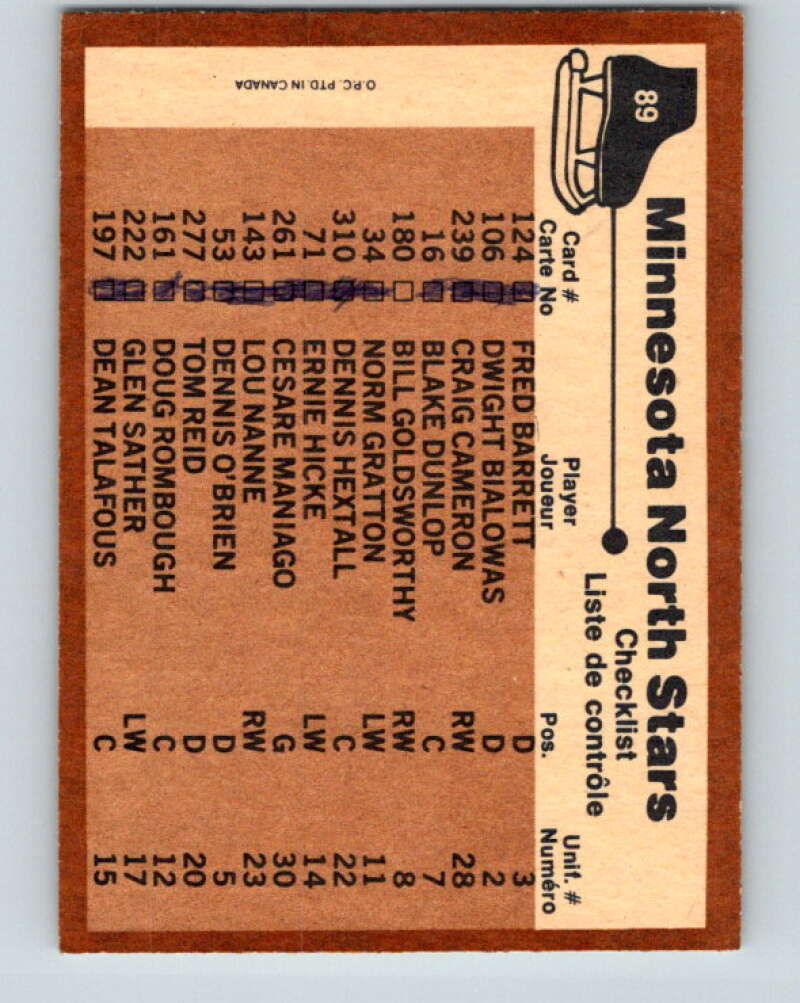 89
Minnesota North Stars
Checklist
Liste de contrôle
Card # Player Pos. Unif. #
Carte No Joueur Numéro
124 FRED BARRETT D 3
106 DWIGHT BIALOWAS D 2
239 CRAIG CAMERON RW 28
16 BLAKE DUNLOP C 7
180 BILL GOLDSWORTHY RW 8
34 NORM GRATTON LW 11
310 DENNIS HEXTALL C 22
71 ERNIE HICKE LW 14
261 CESARE MANIAGO G 30
143 LOU NANNE RW 23
53 DENNIS O'BRIEN D 5
277 TOM REID D 20
161 DOUG ROMBOUGH C 12
222 GLEN SATHER LW 17
197 DEAN TALAFOUS C 15
O.P.C. PTD. IN CANADA